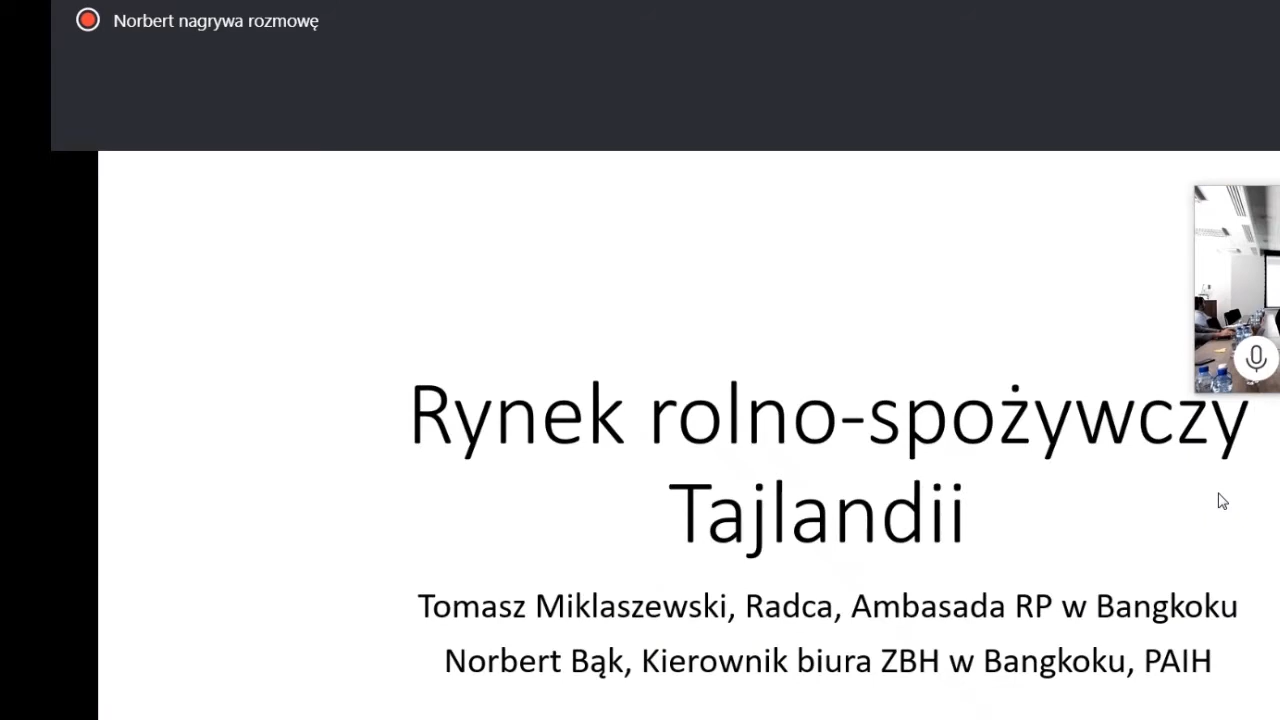 Norbert nagrywa rozmowę
Rynek rolno-spożywczy
Tajlandii
Tomasz Miklaszewski, Radca, Ambasada RP w Bangkoku
Norbert Bąk, Kierownik biura ZBH w Bangkoku, PAIH